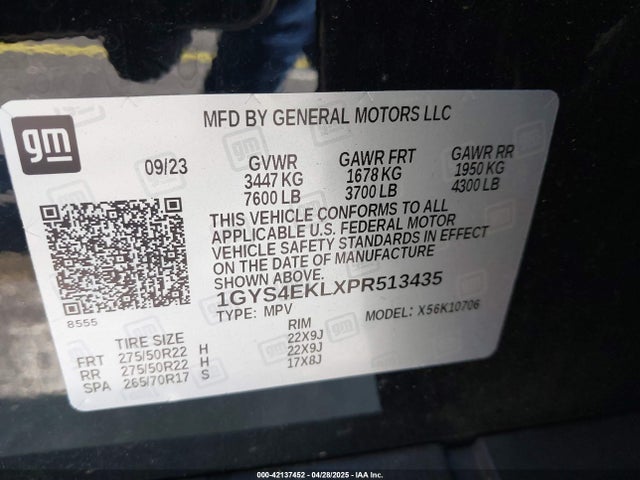 gm
MFD BY GENERAL MOTORS LLC
09/23 GVWR GAWR FRT GAWR RR
3447 KG 1678 KG 1950 KG
7600 LB 3700 LB 4300 LB
THIS VEHICLE CONFORMS TO ALL
APPLICABLE U.S. FEDERAL MOTOR
VEHICLE SAFETY STANDARDS IN EFFECT
ON THE DATE OF MANUFACTURE
SHOWN ABOVE.
1GYS4EKLXPR513435
TYPE: MPV MODEL: X56K10706
8555
TIRE SIZE RIM
FRT 275/50R22 H 22X9J
RR 275/50R22 H 22X9J
SPA 265/70R17 S 17X8J
000-42137452 - 04/28/2025 - IAA Inc.